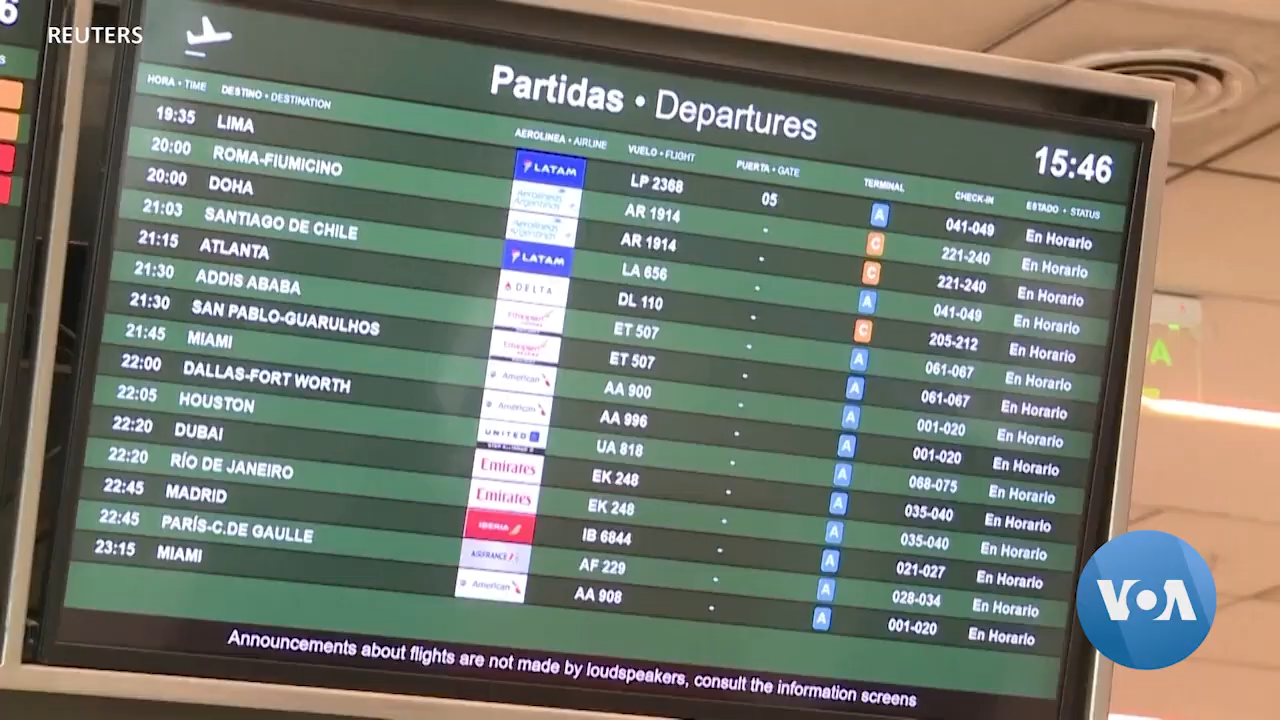 REUTERS
Partidas • Departures
15:46
HORA • TIME DESTINO • DESTINATION AEROLINEA • AIRLINE VUELO • FLIGHT PUERTA • GATE TERMINAL CHECK-IN ESTADO • STATUS
19:35 LIMA LATAM LP 2368 05 A 041-049 En Horario
20:00 ROMA-FIUMICINO Aerolíneas Argentinas AR 1914 C 221-240 En Horario
20:00 DOHA Aerolíneas Argentinas AR 1914 C 221-240 En Horario
21:03 SANTIAGO DE CHILE LATAM LA 656 A 041-049 En Horario
21:15 ATLANTA DELTA DL 110 C 205-212 En Horario
21:30 ADDIS ABABA Ethiopian ET 507 A 061-067 En Horario
21:30 SAN PABLO-GUARULHOS Ethiopian ET 507 A 061-067 En Horario
21:45 MIAMI American AA 900 A 001-020 En Horario
22:00 DALLAS-FORT WORTH American AA 996 A 001-020 En Horario
22:05 HOUSTON UNITED UA 818 A 068-075 En Horario
22:20 DUBAI Emirates EK 248 A 035-040 En Horario
22:20 RÍO DE JANEIRO Emirates EK 248 A 035-040 En Horario
22:45 MADRID IBERIA IB 6844 A 021-027 En Horario
22:45 PARÍS-C.DE GAULLE AIRFRANCE AF 229 A 028-034 En Horario
23:15 MIAMI American AA 908 A 001-020 En Horario
Announcements about flights are not made by loudspeakers, consult the information screens
A
VOA